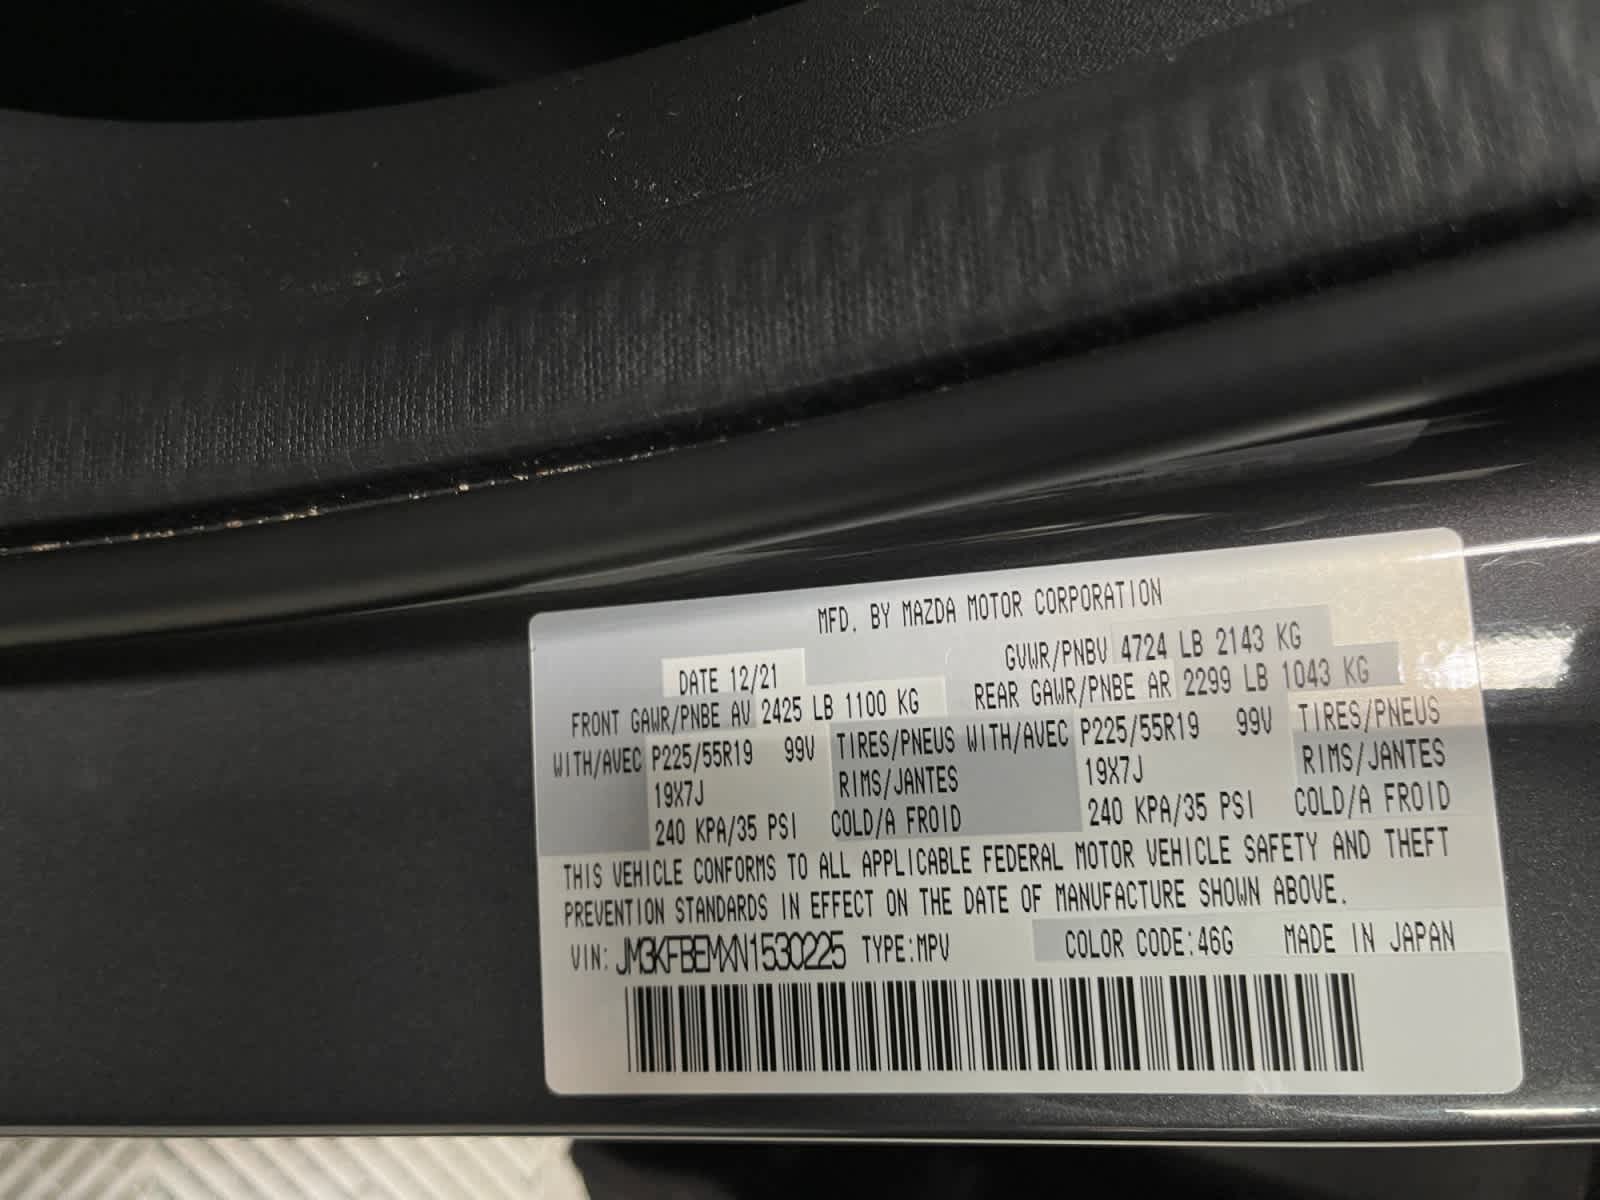 MFD. BY MAZDA MOTOR CORPORATION
DATE 12/21 GVWR/PNBV 4724 LB 2143 KG
FRONT GAWR/PNBE AV 2425 LB 1100 KG REAR GAWR/PNBE AR 2299 LB 1043 KG
WITH/AVEC P225/55R19 99V TIRES/PNEUS WITH/AVEC P225/55R19 99V TIRES/PNEUS
19X7J RIMS/JANTES 19X7J RIMS/JANTES
240 KPA/35 PSI COLD/A FROID 240 KPA/35 PSI COLD/A FROID
THIS VEHICLE CONFORMS TO ALL APPLICABLE FEDERAL MOTOR VEHICLE SAFETY AND THEFT
PREVENTION STANDARDS IN EFFECT ON THE DATE OF MANUFACTURE SHOWN ABOVE.
VIN: JM3KFBEMXN1530225 TYPE:MPV COLOR CODE:46G MADE IN JAPAN